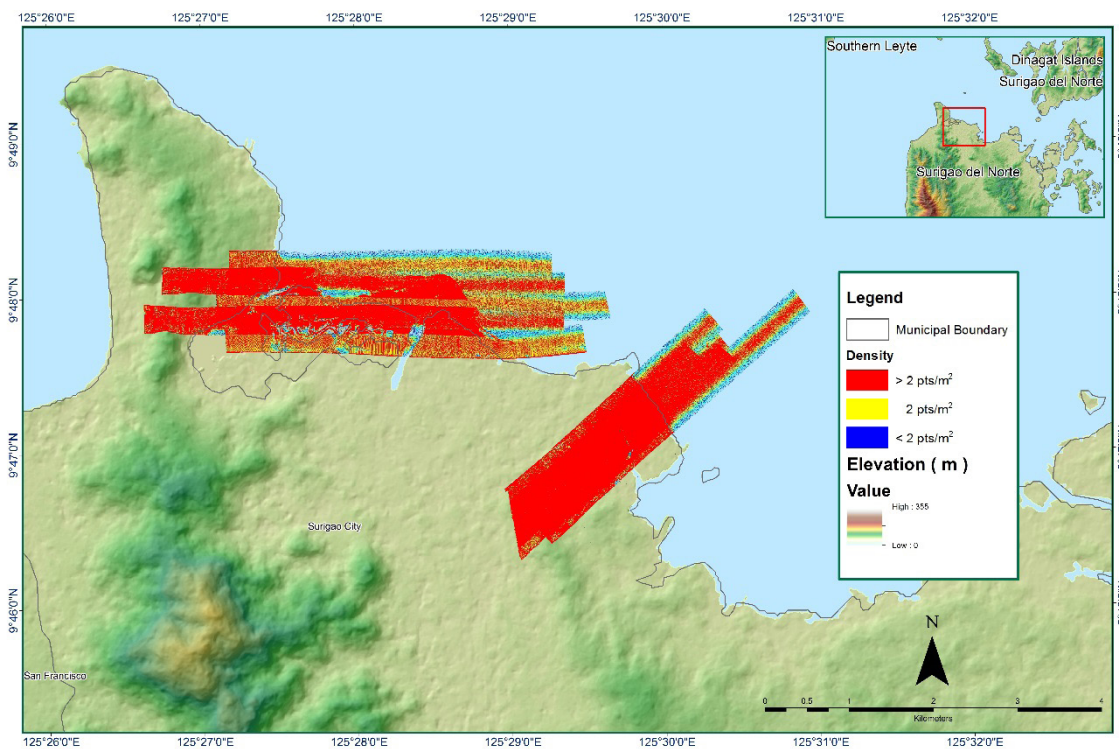 125°26'0"E 125°27'0"E 125°28'0"E 125°29'0"E 125°30'0"E 125°31'0"E 125°32'0"E
Southern Leyte
Dinagat Islands
Surigao del Norte
Surigao del Norte
9°49'0"N
9°48'0"N
9°47'0"N
9°46'0"N
Legend
Municipal Boundary
Density
> 2 pts/m²
2 pts/m²
< 2 pts/m²
Elevation ( m )
Value
High : 355
Low : 0
Surigao City
San Francisco
N
0 0.5 1 2 3 4
Kilometers
125°26'0"E 125°27'0"E 125°28'0"E 125°29'0"E 125°30'0"E 125°31'0"E 125°32'0"E